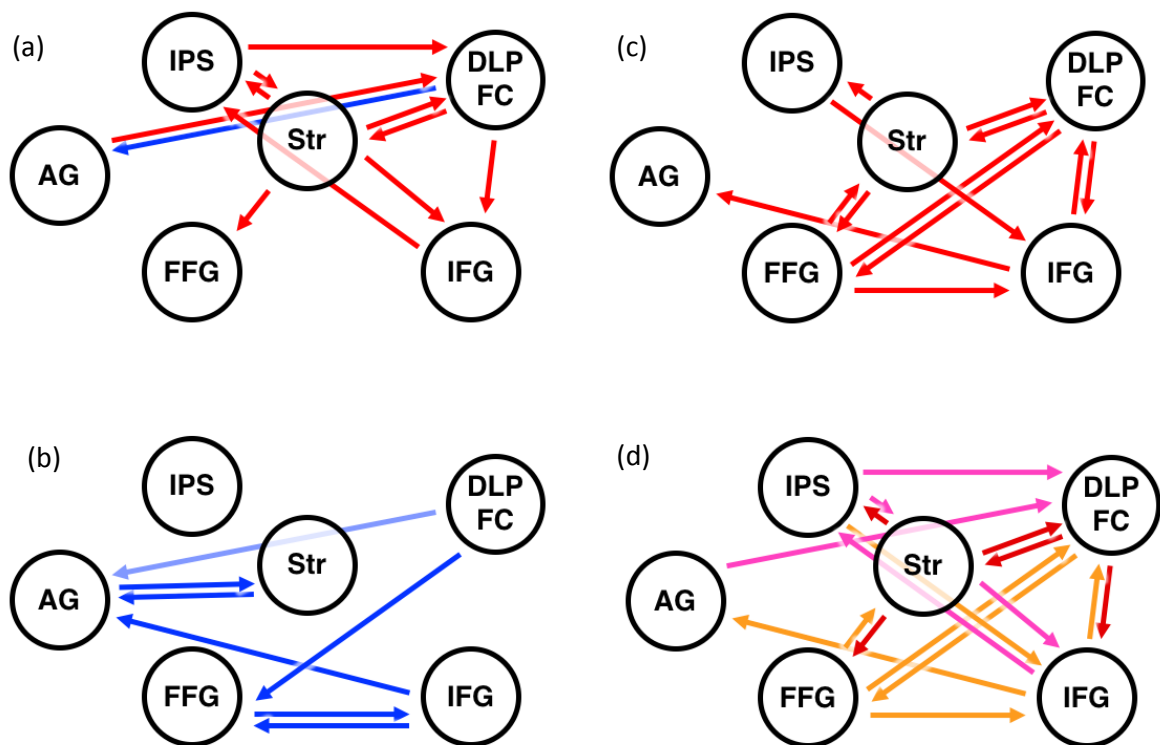 (a)
IPS
DLP
FC
Str
AG
FFG
IFG
(c)
IPS
DLP
FC
Str
AG
FFG
IFG
(b)
IPS
DLP
FC
Str
AG
FFG
IFG
(d)
IPS
DLP
FC
Str
AG
FFG
IFG